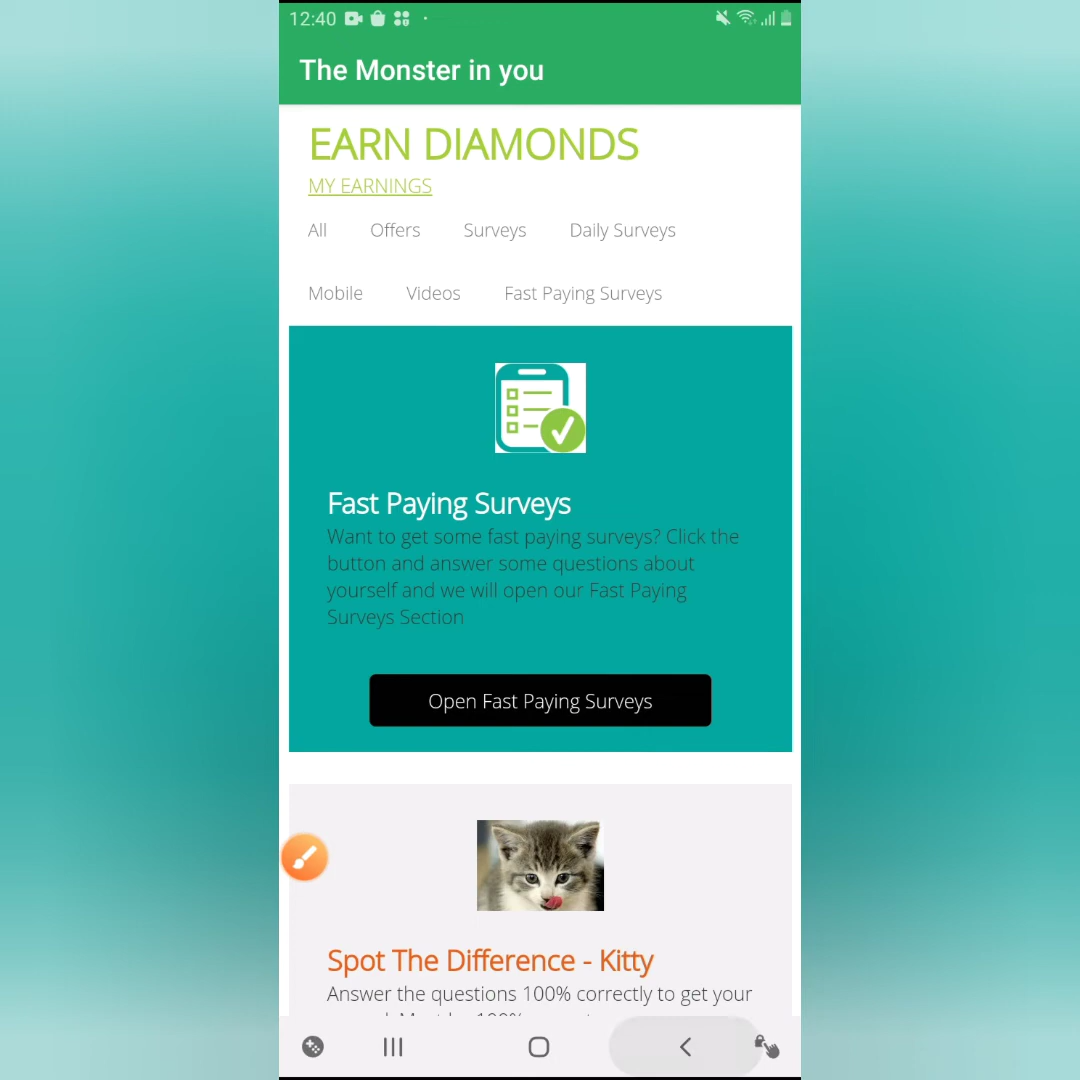 12:40
The Monster in you
EARN DIAMONDS
MY EARNINGS
All Offers Surveys Daily Surveys
Mobile Videos Fast Paying Surveys
Fast Paying Surveys
Want to get some fast paying surveys? Click the
button and answer some questions about
yourself and we will open our Fast Paying
Surveys Section
Open Fast Paying Surveys
Spot The Difference - Kitty
Answer the questions 100% correctly to get your